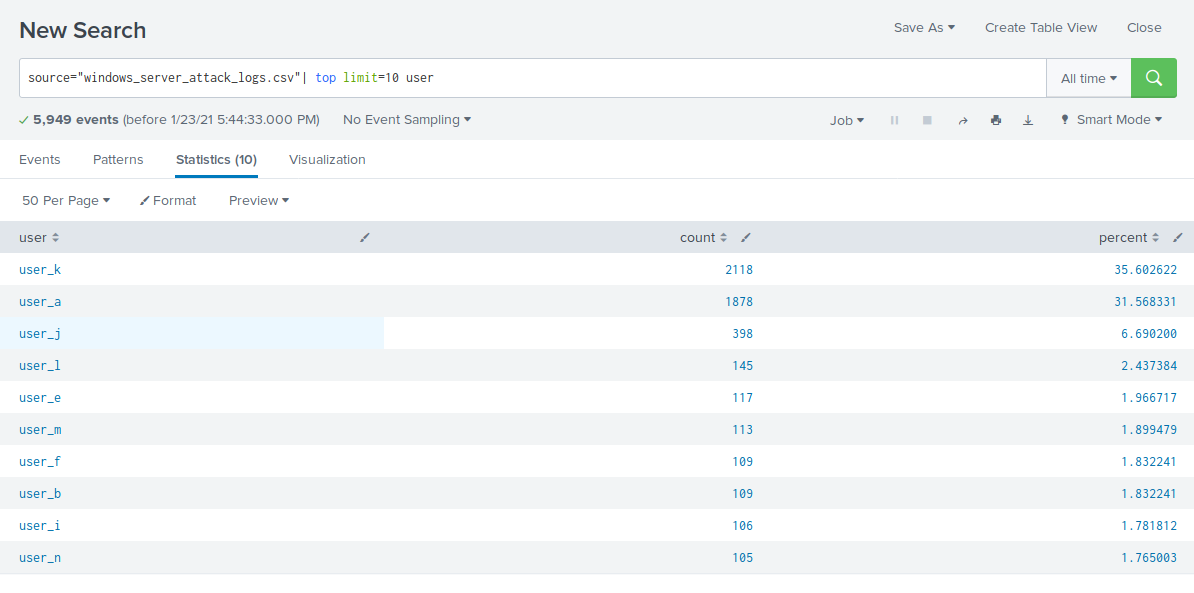 New Search
Save As Create Table View Close
source="windows_server_attack_logs.csv"| top limit=10 user
All time
5,949 events (before 1/23/21 5:44:33.000 PM) No Event Sampling
Job Smart Mode
Events Patterns Statistics (10) Visualization
50 Per Page Format Preview
user count percent
user_k 2118 35.602622
user_a 1878 31.568331
user_j 398 6.690200
user_l 145 2.437384
user_e 117 1.966717
user_m 113 1.899479
user_f 109 1.832241
user_b 109 1.832241
user_i 106 1.781812
user_n 105 1.765003